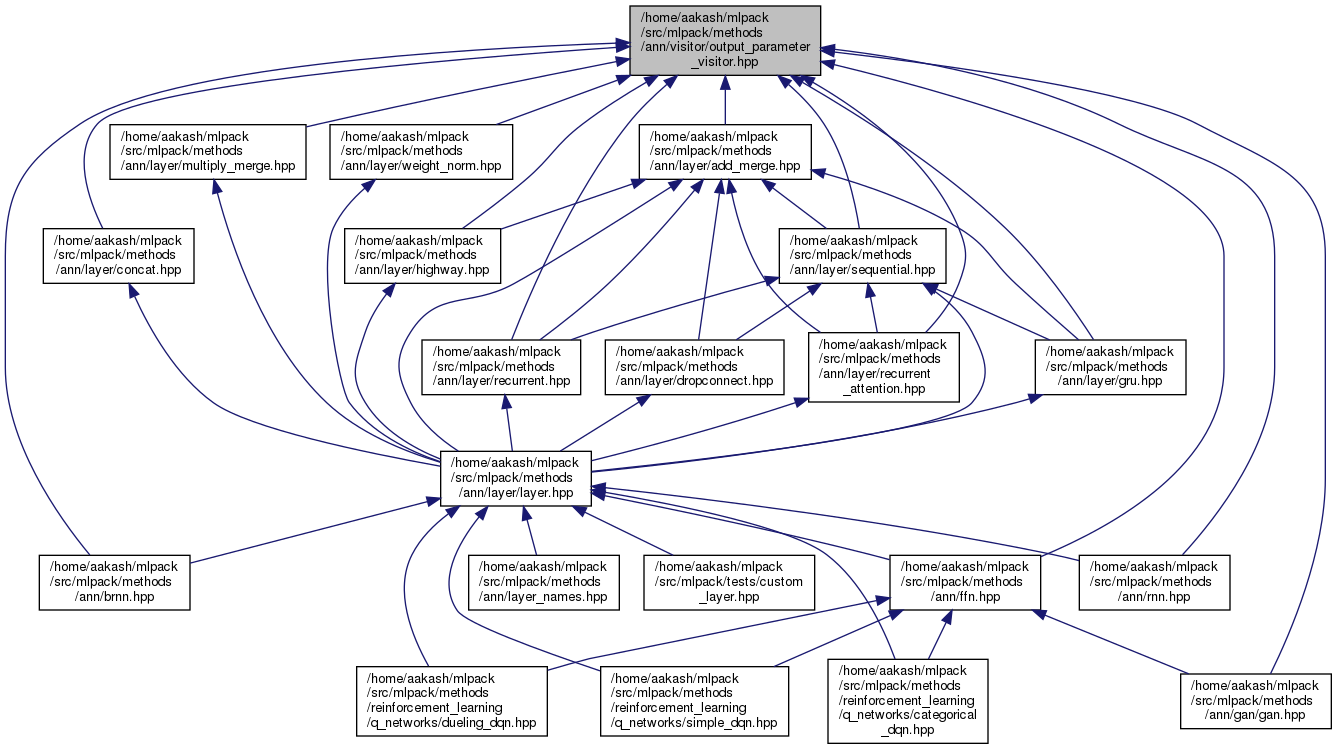 /home/aakash/mlpack
/src/mlpack/methods
/ann/visitor/output_parameter
_visitor.hpp
/home/aakash/mlpack
/src/mlpack/methods
/ann/layer/multiply_merge.hpp
/home/aakash/mlpack
/src/mlpack/methods
/ann/layer/weight_norm.hpp
/home/aakash/mlpack
/src/mlpack/methods
/ann/layer/add_merge.hpp
/home/aakash/mlpack
/src/mlpack/methods
/ann/layer/concat.hpp
/home/aakash/mlpack
/src/mlpack/methods
/ann/layer/highway.hpp
/home/aakash/mlpack
/src/mlpack/methods
/ann/layer/sequential.hpp
/home/aakash/mlpack
/src/mlpack/methods
/ann/layer/recurrent.hpp
/home/aakash/mlpack
/src/mlpack/methods
/ann/layer/dropconnect.hpp
/home/aakash/mlpack
/src/mlpack/methods
/ann/layer/recurrent
_attention.hpp
/home/aakash/mlpack
/src/mlpack/methods
/ann/layer/gru.hpp
/home/aakash/mlpack
/src/mlpack/methods
/ann/layer/layer.hpp
/home/aakash/mlpack
/src/mlpack/methods
/ann/brnn.hpp
/home/aakash/mlpack
/src/mlpack/methods
/ann/layer_names.hpp
/home/aakash/mlpack
/src/mlpack/tests/custom
_layer.hpp
/home/aakash/mlpack
/src/mlpack/methods
/ann/ffn.hpp
/home/aakash/mlpack
/src/mlpack/methods
/ann/rnn.hpp
/home/aakash/mlpack
/src/mlpack/methods
/reinforcement_learning
/q_networks/dueling_dqn.hpp
/home/aakash/mlpack
/src/mlpack/methods
/reinforcement_learning
/q_networks/simple_dqn.hpp
/home/aakash/mlpack
/src/mlpack/methods
/reinforcement_learning
/q_networks/categorical
_dqn.hpp
/home/aakash/mlpack
/src/mlpack/methods
/ann/gan/gan.hpp